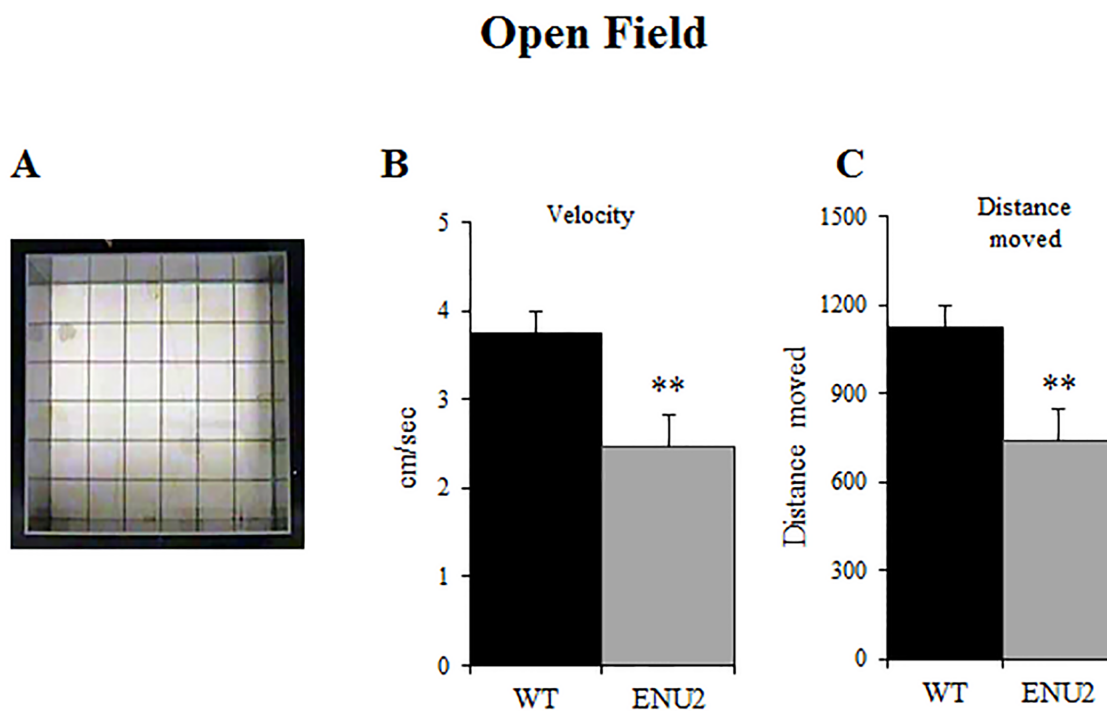 Open Field
A
B
Velocity
5
4
3
2
1
0
cm/sec
**
WT
ENU2
C
Distance
moved
1500
1200
900
600
300
0
Distance moved
**
WT
ENU2